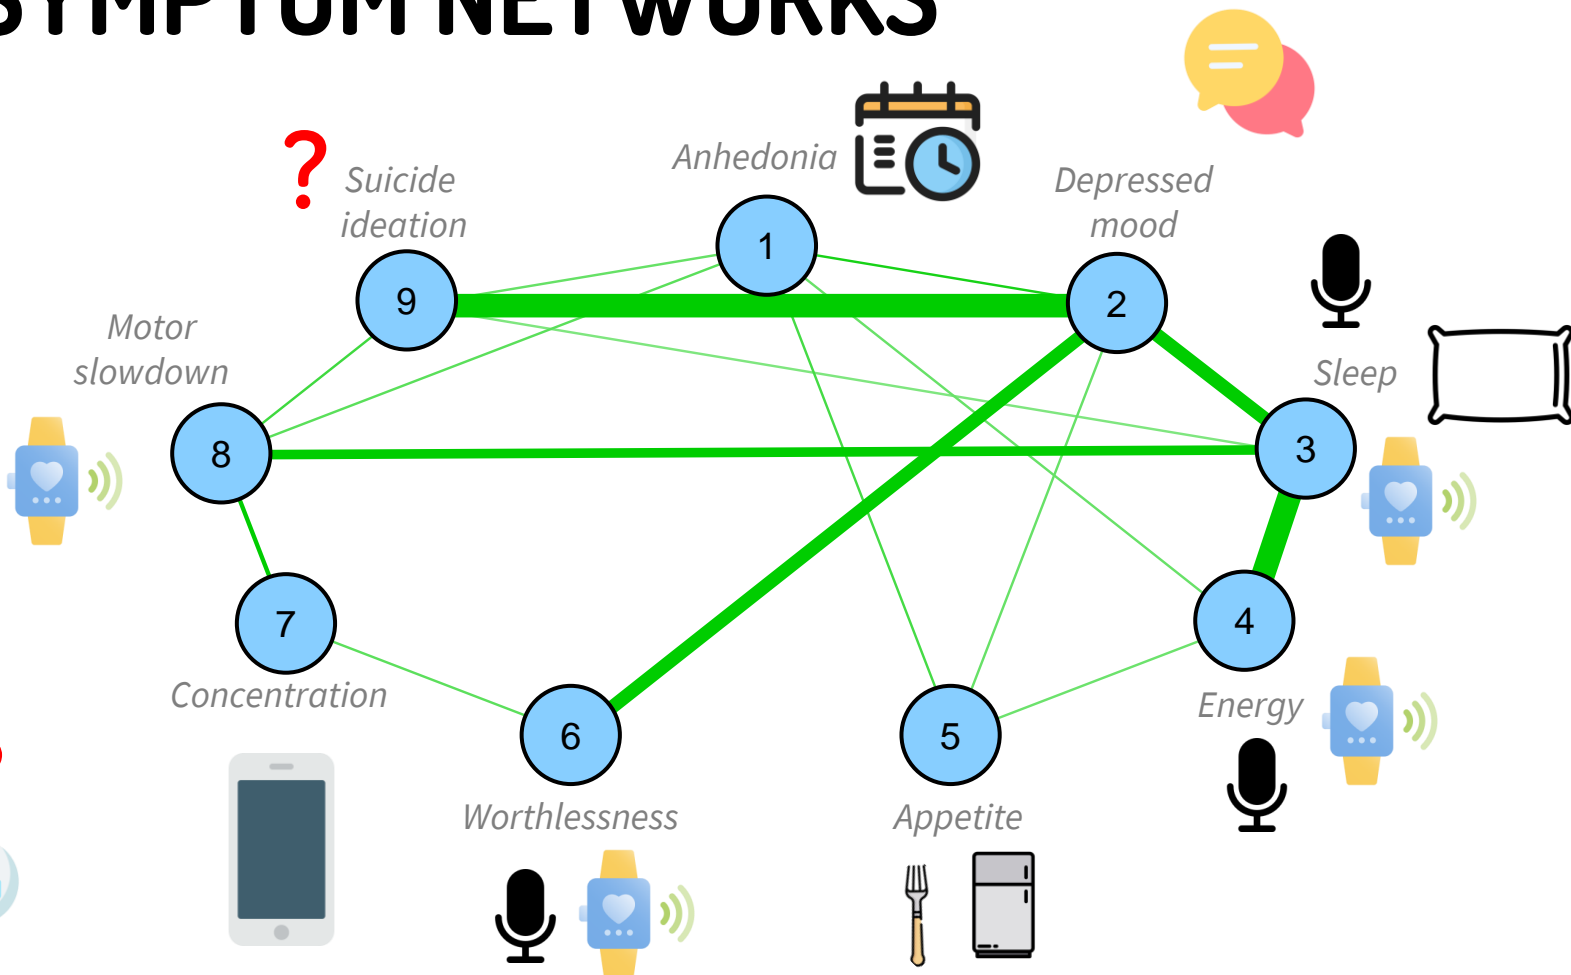 SYMPTOM NETWORKS
?
Suicide
ideation
Anhedonia
Depressed
mood
1
9
2
Motor
slowdown
Sleep
8
3
7
4
Concentration
Energy
6
5
Worthlessness
Appetite